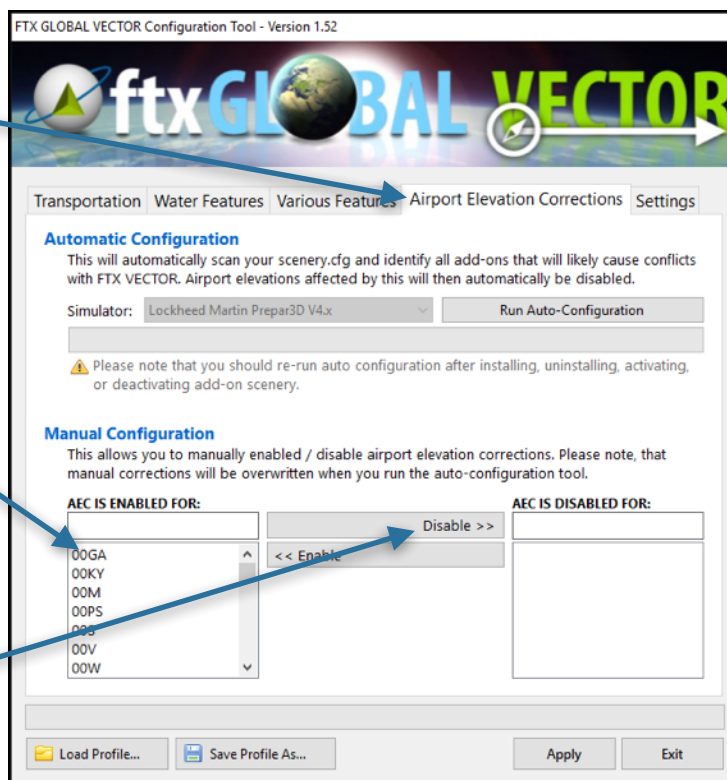 FTX GLOBAL VECTOR Configuration Tool - Version 1.52
ftx GLOBAL VECTOR
Transportation Water Features Various Features Airport Elevation Corrections Settings
Automatic Configuration
This will automatically scan your scenery.cfg and identify all add-ons that will likely cause conflicts
with FTX VECTOR. Airport elevations affected by this will then automatically be disabled.
Simulator: Lockheed Martin Prepar3D V4.x Run Auto-Configuration
Please note that you should re-run auto configuration after installing, uninstalling, activating,
or deactivating add-on scenery.
Manual Configuration
This allows you to manually enabled / disable airport elevation corrections. Please note, that
manual corrections will be overwritten when you run the auto-configuration tool.
AEC IS ENABLED FOR: AEC IS DISABLED FOR:
Disable >>
00GA << Enable
00KY
00M
00PS
00S
00V
00W
Load Profile... Save Profile As... Apply Exit